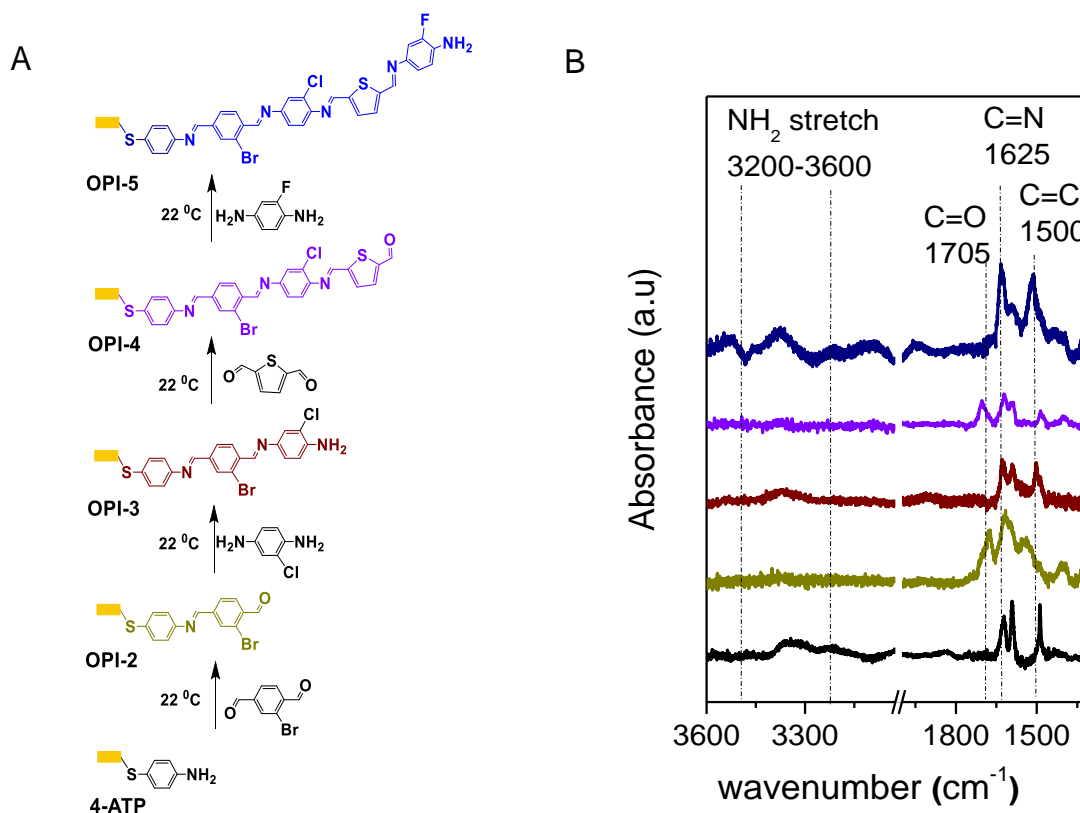 A
F
N
NH2
Cl
S
N
N
N
S
Br
OPI-5
F
22 0C
H2N
NH2
O
Cl
S
N
N
S
N
Br
OPI-4
S
O
O
22 0C
Cl
N
NH2
S
N
Br
OPI-3
22 0C
H2N
NH2
Cl
O
S
N
Br
OPI-2
O
22 0C
O
Br
S
NH2
4-ATP
B
NH2 stretch
3200-3600
C=N
1625
C=C
1500
C=O
1705
Absorbance (a.u)
3600
3300
1800
1500
wavenumber (cm-1)